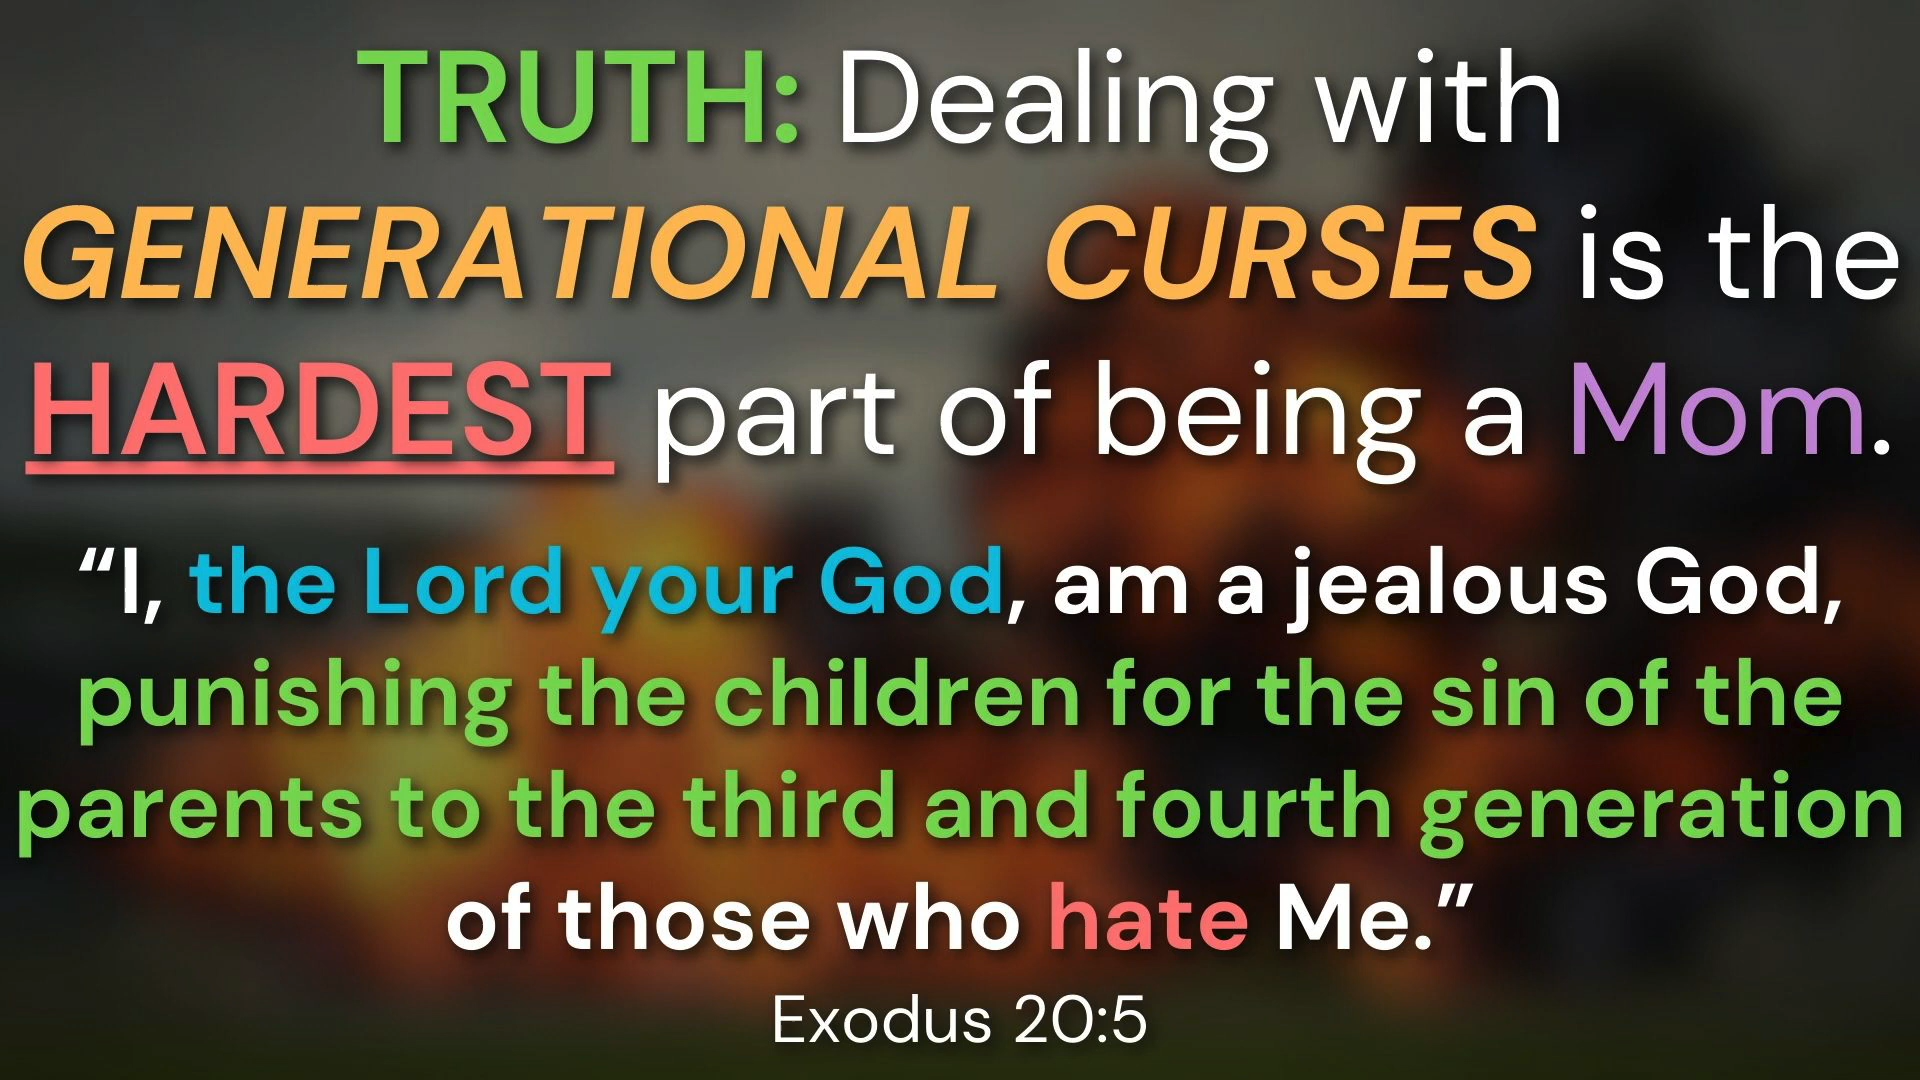 TRUTH: Dealing with
GENERATIONAL CURSES is the
HARDEST part of being a Mom.
“I, the Lord your God, am a jealous God,
punishing the children for the sin of the
parents to the third and fourth generation
of those who hate Me.”
Exodus 20:5